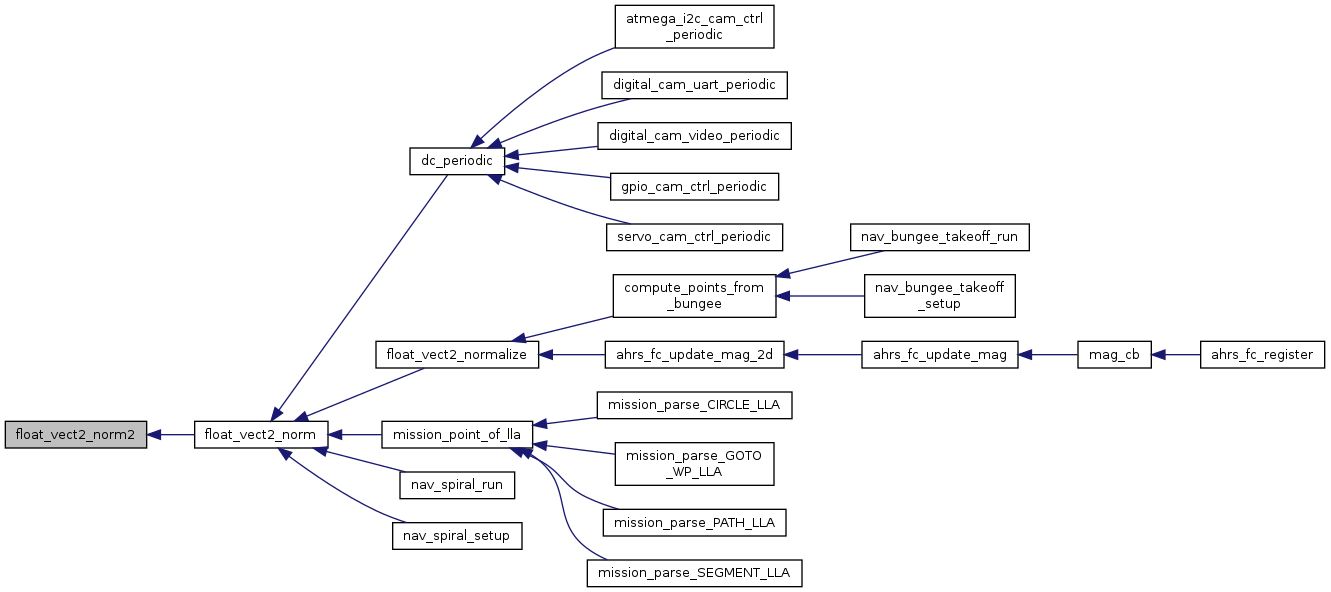 atmega_i2c_cam_ctrl
_periodic
digital_cam_uart_periodic
digital_cam_video_periodic
dc_periodic
gpio_cam_ctrl_periodic
servo_cam_ctrl_periodic
nav_bungee_takeoff_run
compute_points_from
_bungee
nav_bungee_takeoff
_setup
float_vect2_normalize
ahrs_fc_update_mag_2d
ahrs_fc_update_mag
mag_cb
ahrs_fc_register
mission_parse_CIRCLE_LLA
float_vect2_norm2
float_vect2_norm
mission_point_of_lla
mission_parse_GOTO
_WP_LLA
nav_spiral_run
mission_parse_PATH_LLA
nav_spiral_setup
mission_parse_SEGMENT_LLA